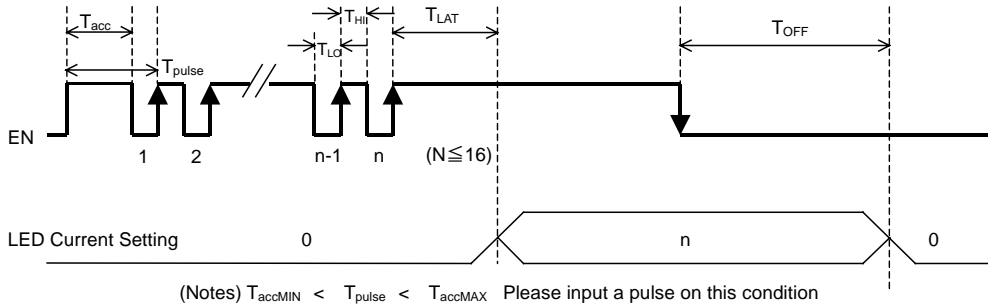 Tacc
THI
TLAT
TLO
TOFF
Tpulse
EN
1 2 n-1 n (N≦16)
LED Current Setting 0 n 0
(Notes) TaccMIN < Tpulse < TaccMAX Please input a pulse on this condition